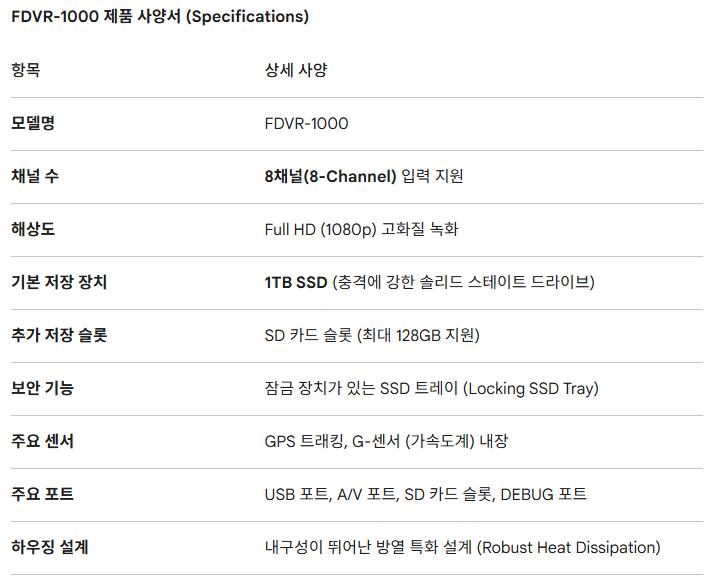 FDVR-1000 제품 사양서 (Specifications)
항목 상세 사양
모델명 FDVR-1000
채널 수 8채널(8-Channel) 입력 지원
해상도 Full HD (1080p) 고화질 녹화
기본 저장 장치 1TB SSD (충격에 강한 솔리드 스테이트 드라이브)
추가 저장 슬롯 SD 카드 슬롯 (최대 128GB 지원)
보안 기능 잠금 장치가 있는 SSD 트레이 (Locking SSD Tray)
주요 센서 GPS 트래킹, G-센서 (가속도계) 내장
주요 포트 USB 포트, A/V 포트, SD 카드 슬롯, DEBUG 포트
하우징 설계 내구성이 뛰어난 방열 특화 설계 (Robust Heat Dissipation)